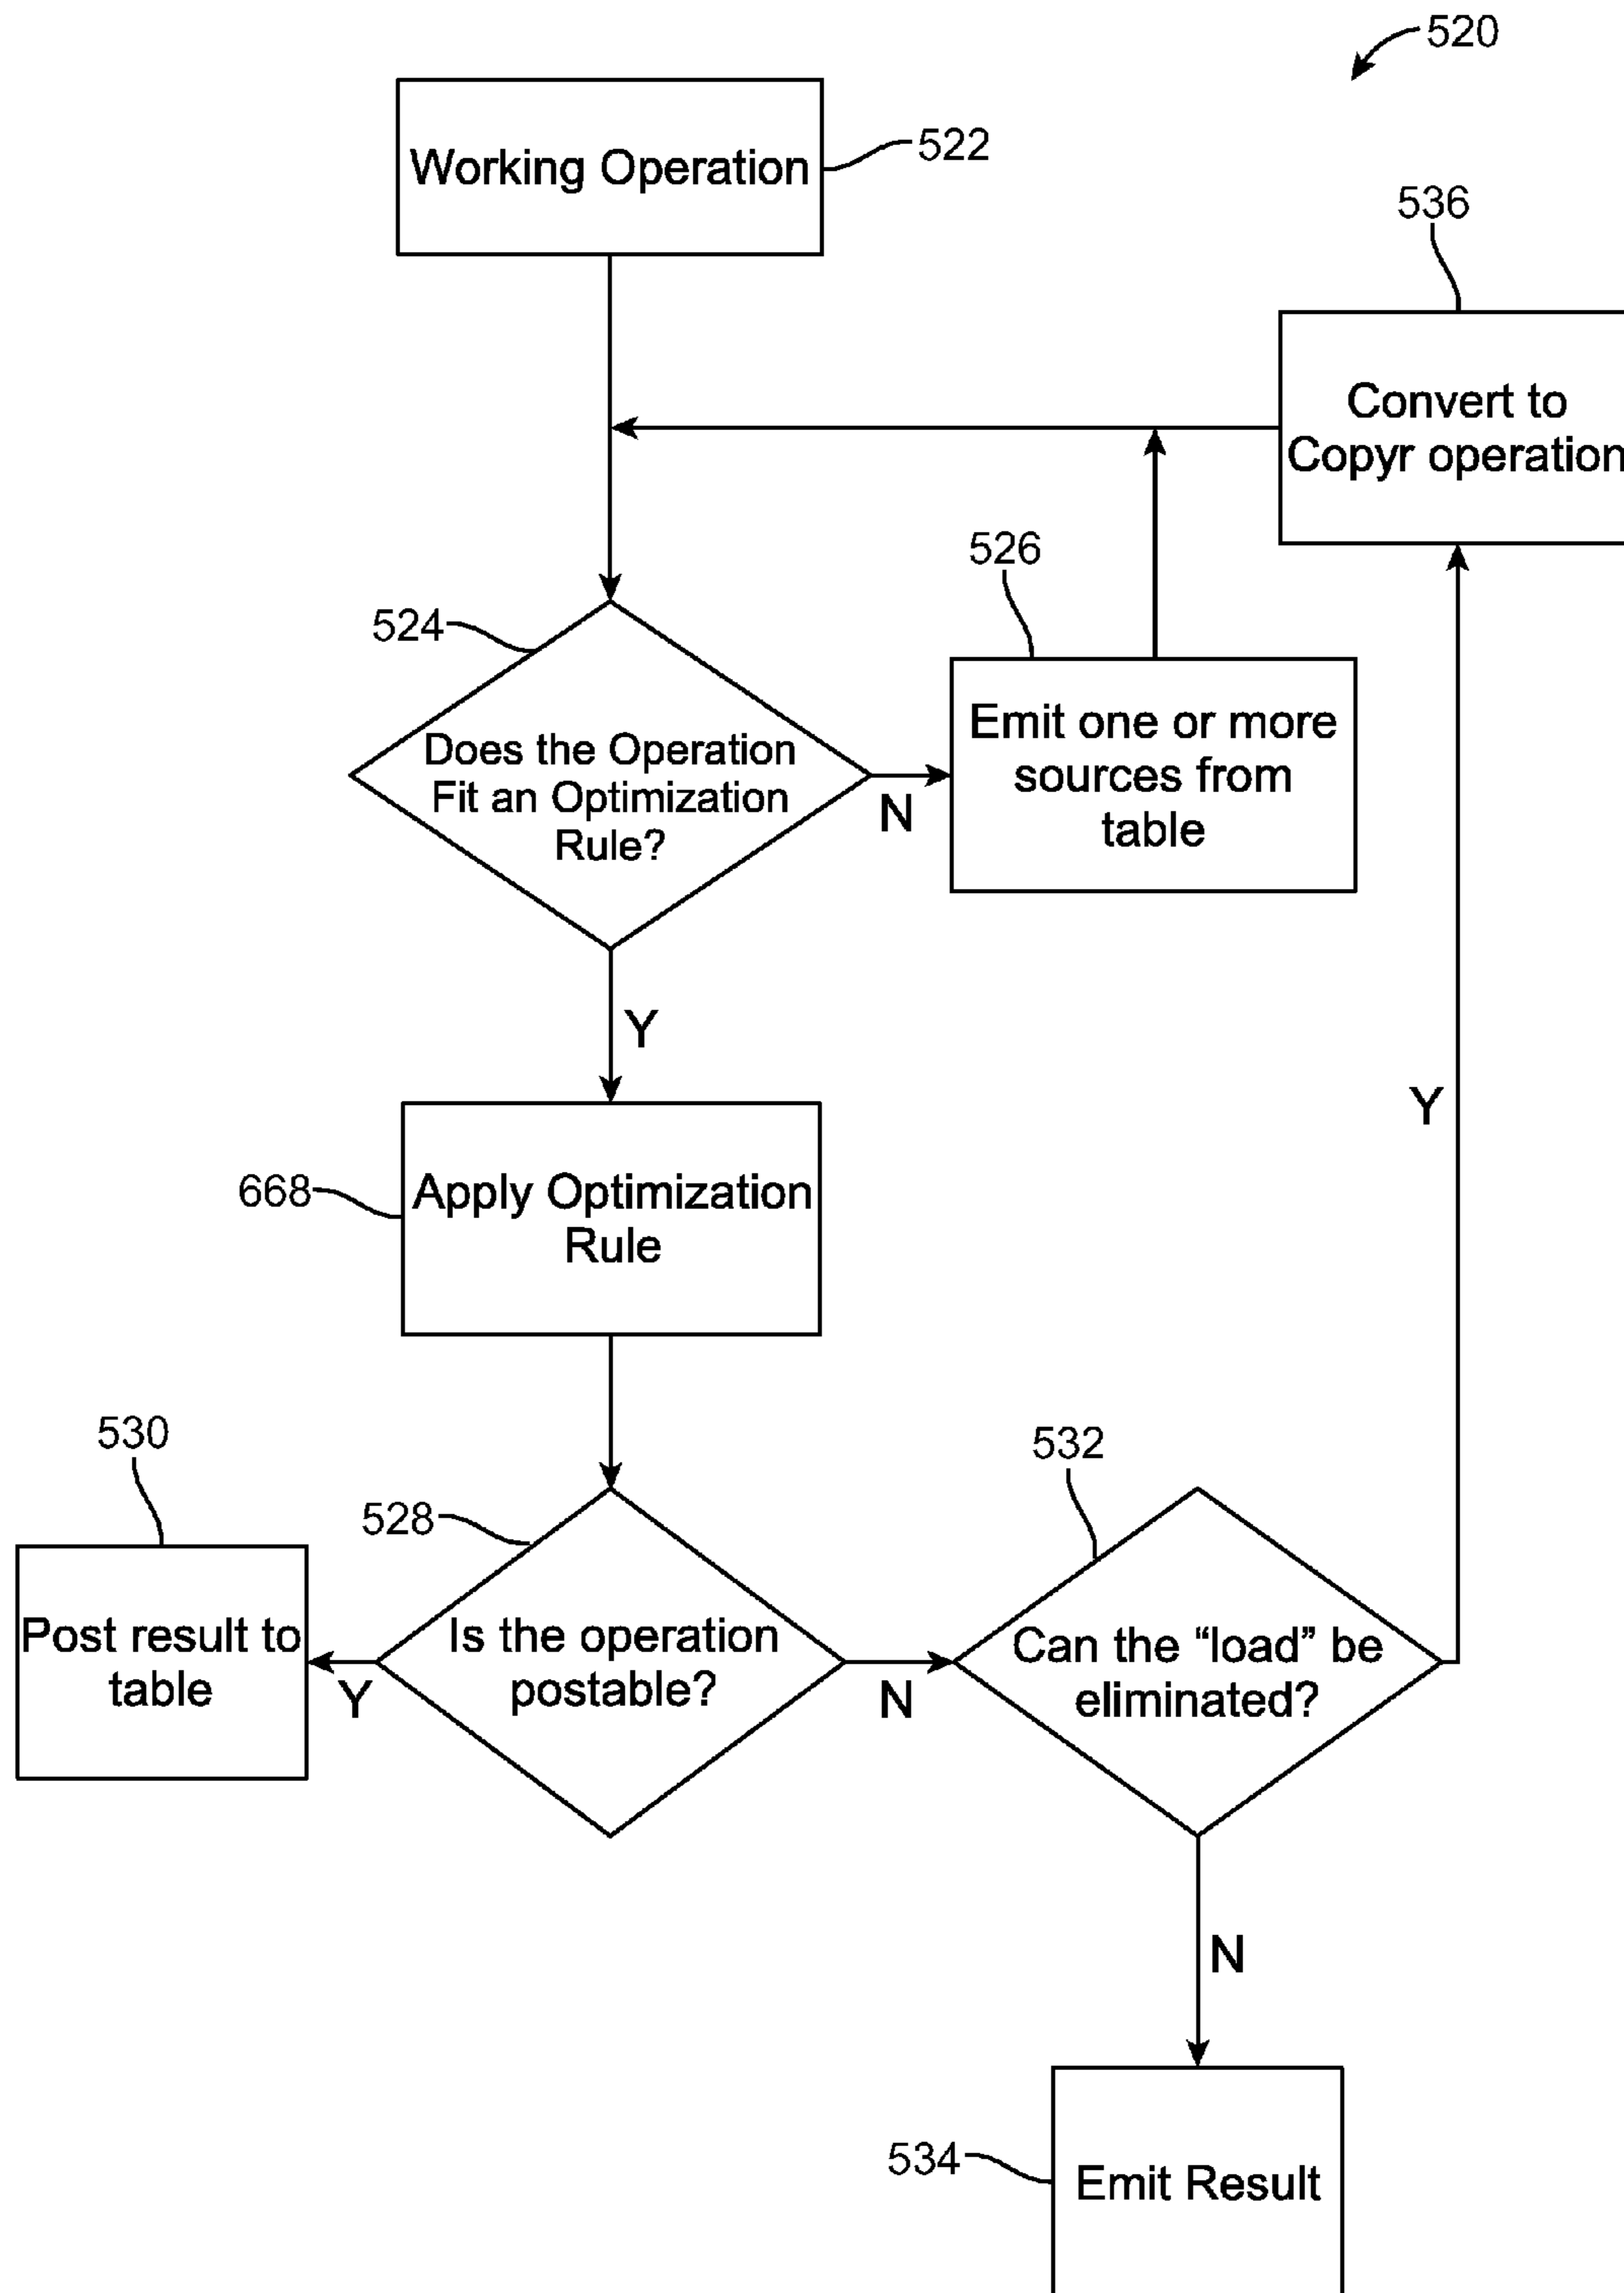 520
Working Operation
522
536
Convert to
Copyr operation
526
524
Does the Operation
Fit an Optimization
Rule?
N
Emit one or more
sources from
table
Y
Y
668
Apply Optimization
Rule
530
532
528
Post result to
table
Y
Is the operation
postable?
N
Can the “load” be
eliminated?
N
534
Emit Result